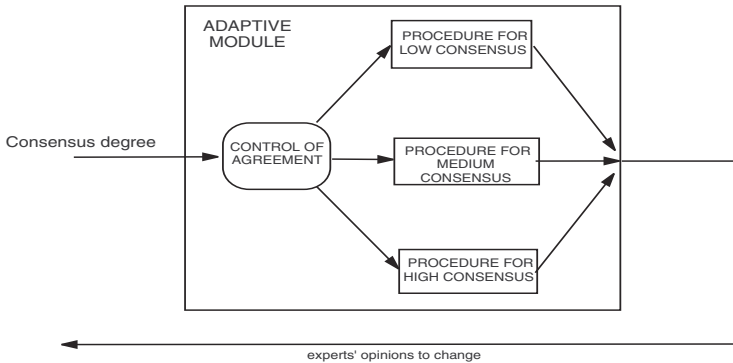 ADAPTIVE
MODULE
PROCEDURE FOR
LOW CONSENSUS
Consensus degree
CONTROL OF
AGREEMENT
PROCEDURE FOR
MEDIUM
CONSENSUS
PROCEDURE FOR
HIGH CONSENSUS
experts' opinions to change